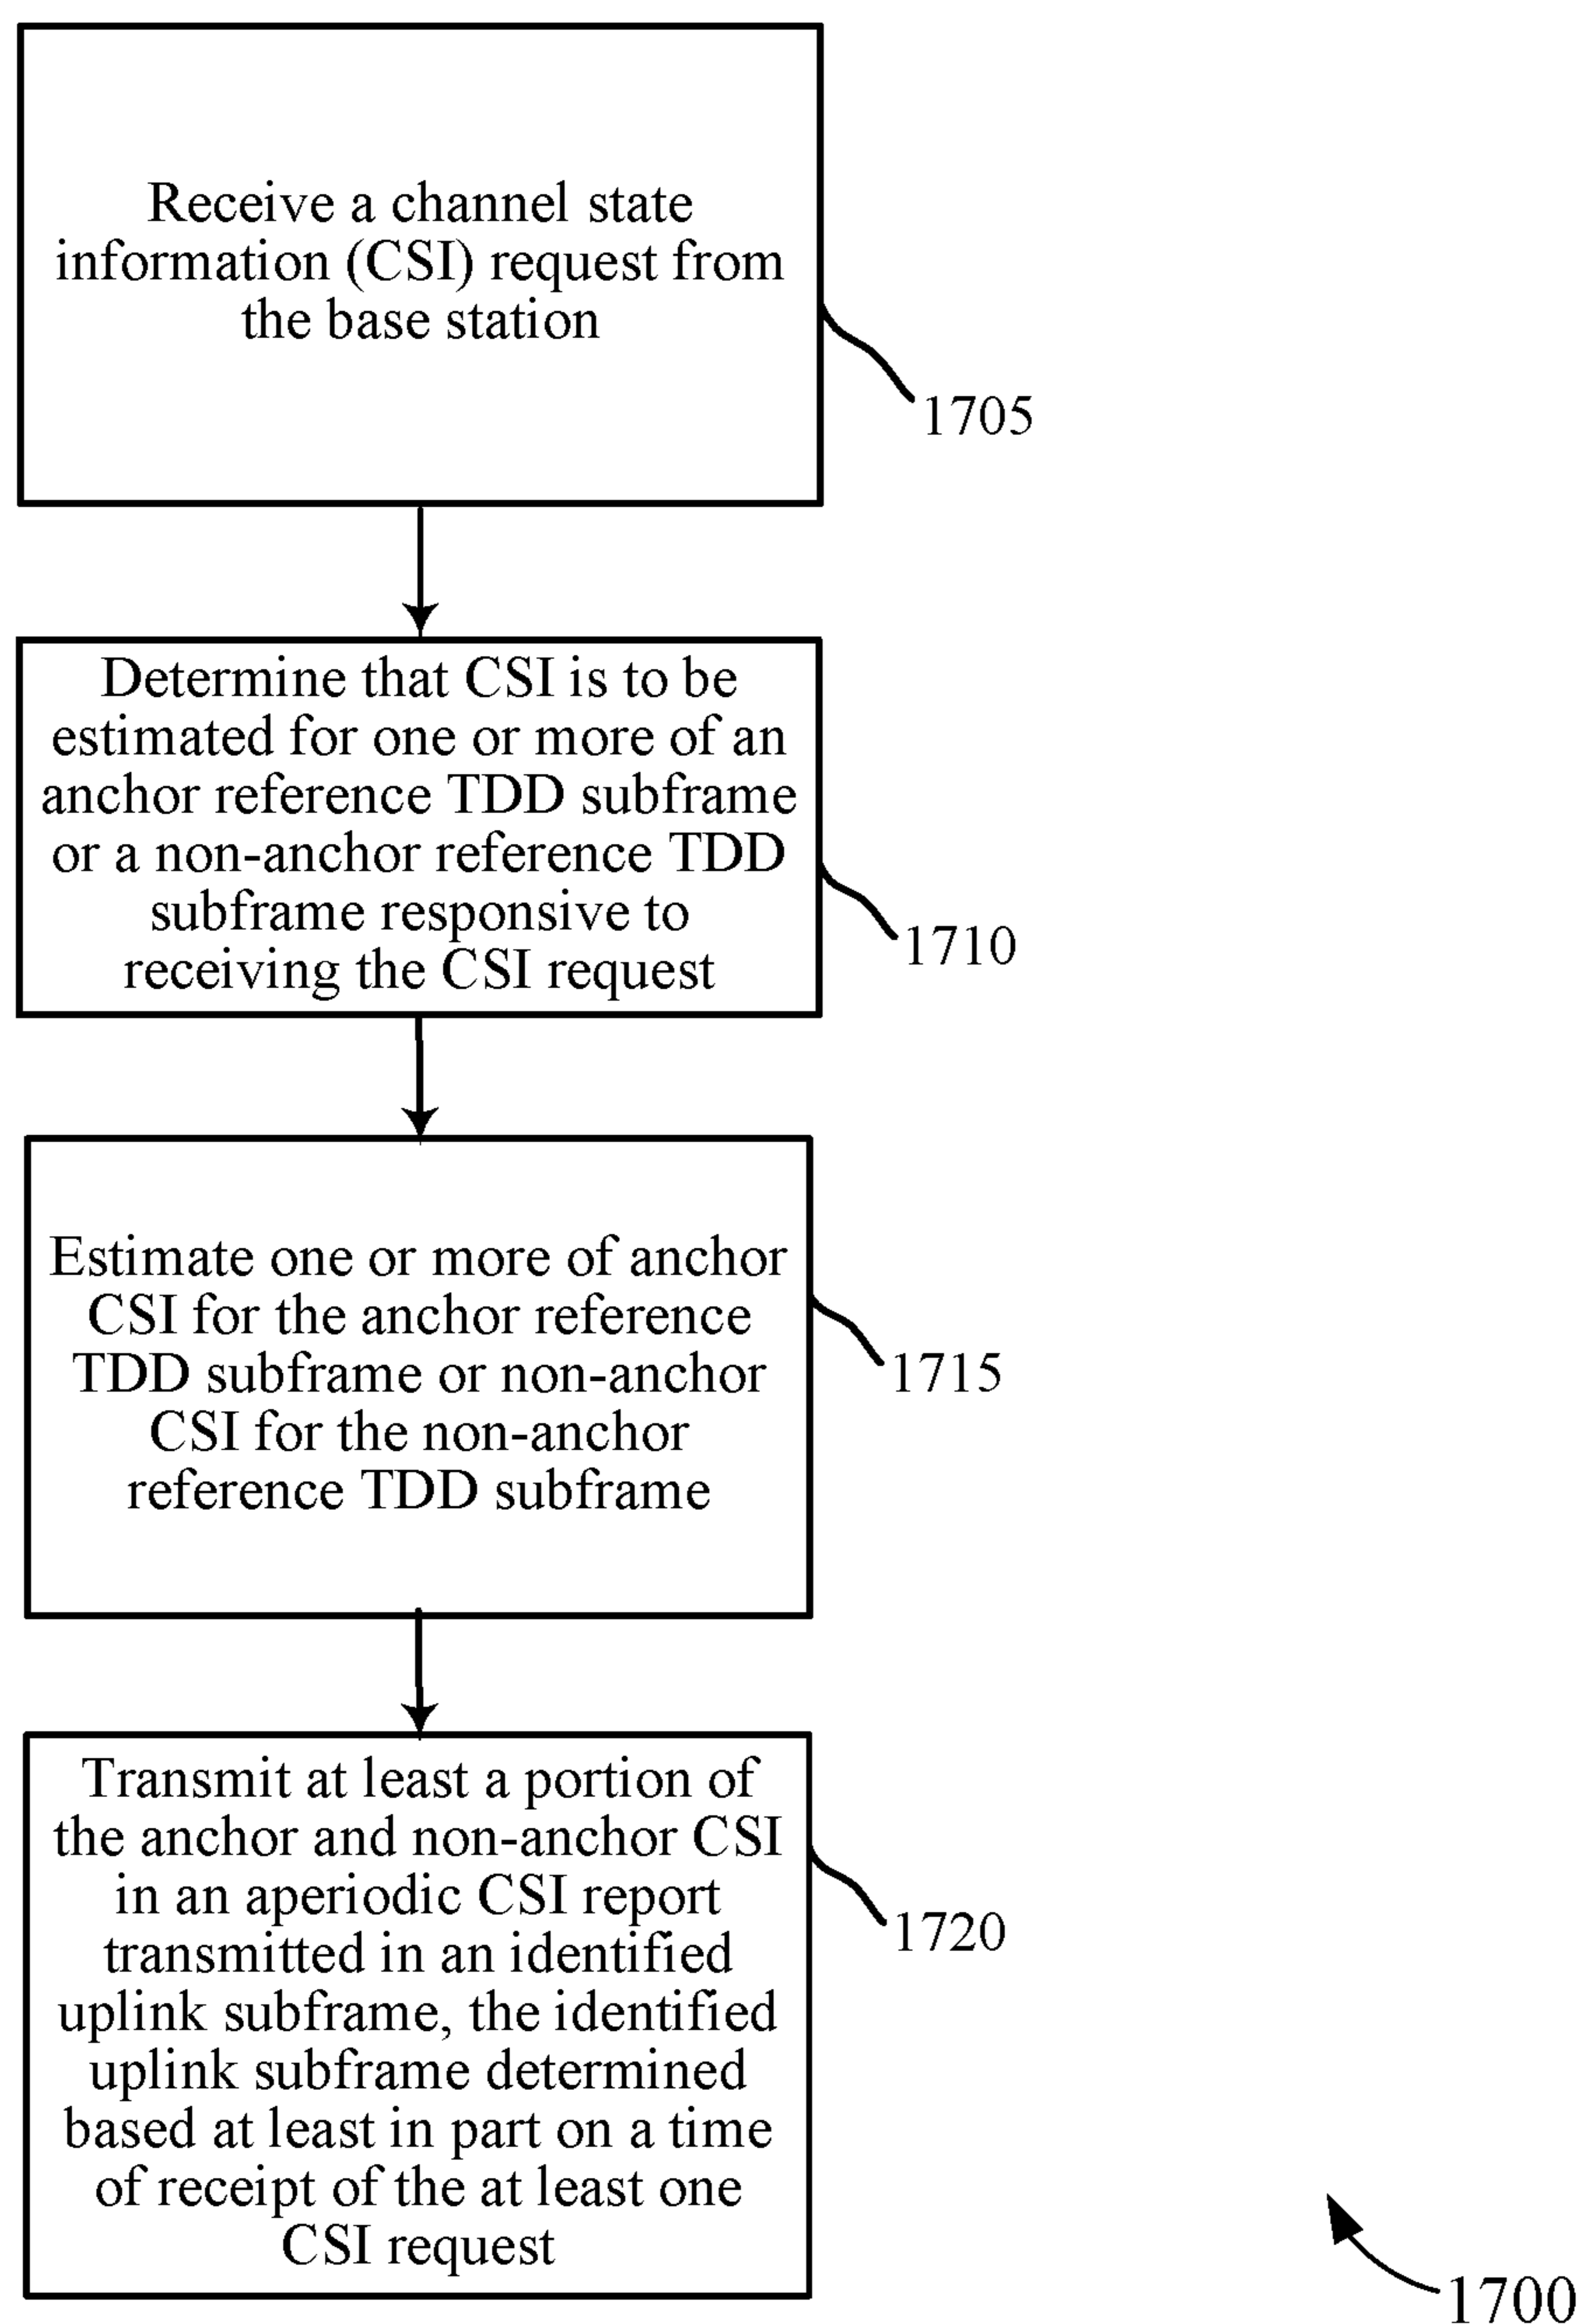 Receive a channel state
information (CSI) request from
the base station
1705
Determine that CSI is to be
estimated for one or more of an
anchor reference TDD subframe
or a non-anchor reference TDD
subframe responsive to
receiving the CSI request
1710
Estimate one or more of anchor
CSI for the anchor reference
TDD subframe or non-anchor
CSI for the non-anchor
reference TDD subframe
1715
Transmit at least a portion of
the anchor and non-anchor CSI
in an aperiodic CSI report
transmitted in an identified
uplink subframe, the identified
uplink subframe determined
based at least in part on a time
of receipt of the at least one
CSI request
1720
1700